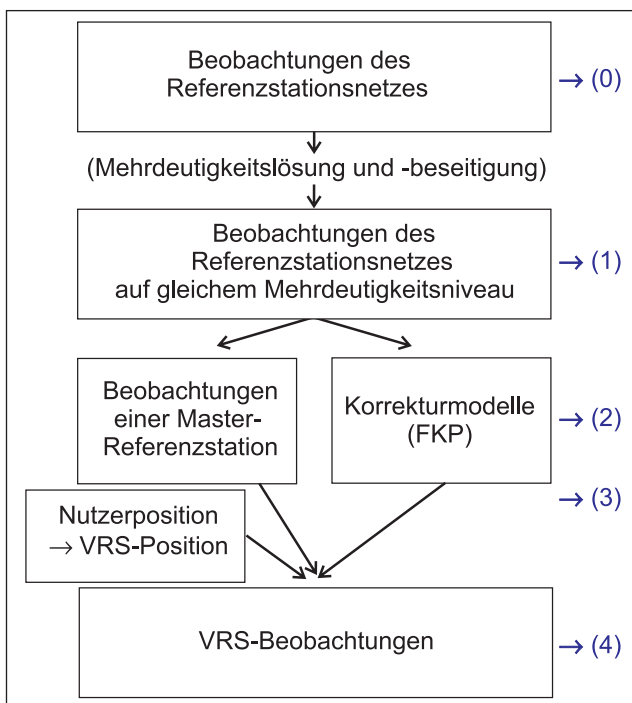 Beobachtungen des
Referenzstationsnetzes
→ (0)
(Mehrdeutigkeitslösung und -beseitigung)
Beobachtungen des
Referenzstationsnetzes
auf gleichem Mehrdeutigkeitsniveau
→ (1)
Beobachtungen
einer Master-
Referenzstation
Korrekturmodelle
(FKP)
→ (2)
→ (3)
Nutzerposition
→ VRS-Position
VRS-Beobachtungen
→ (4)